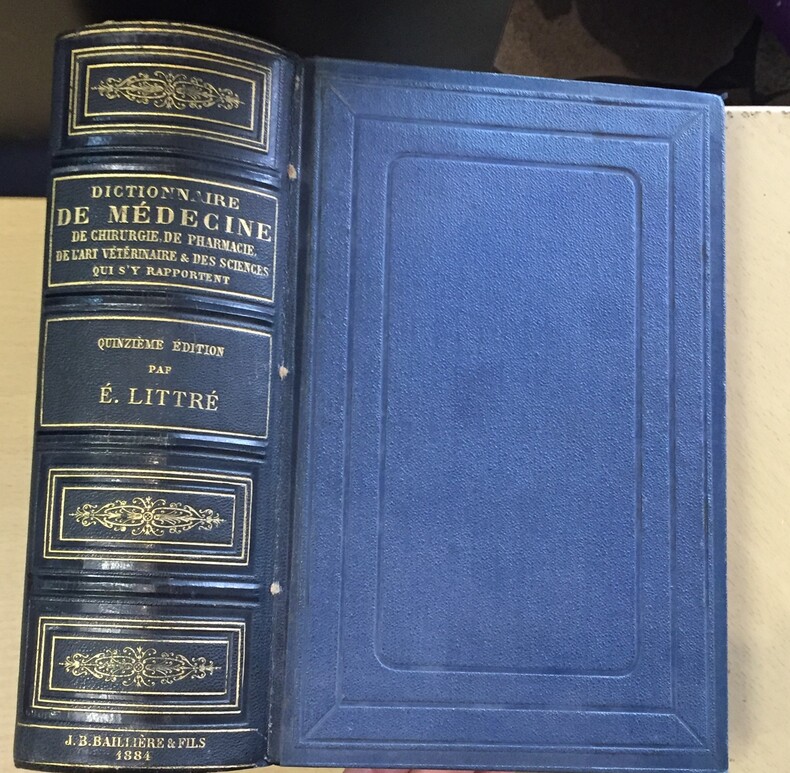 DICTIONNAIRE
DE MÉDECINE
DE CHIRURGIE, DE PHARMACIE,
DE L'ART VÉTÉRINAIRE & DES SCIENCES
QUI S'Y RAPPORTENT
QUINZIÈME ÉDITION
PAR
É. LITTRÉ
J. B. BAILLIÈRE & FILS
1884